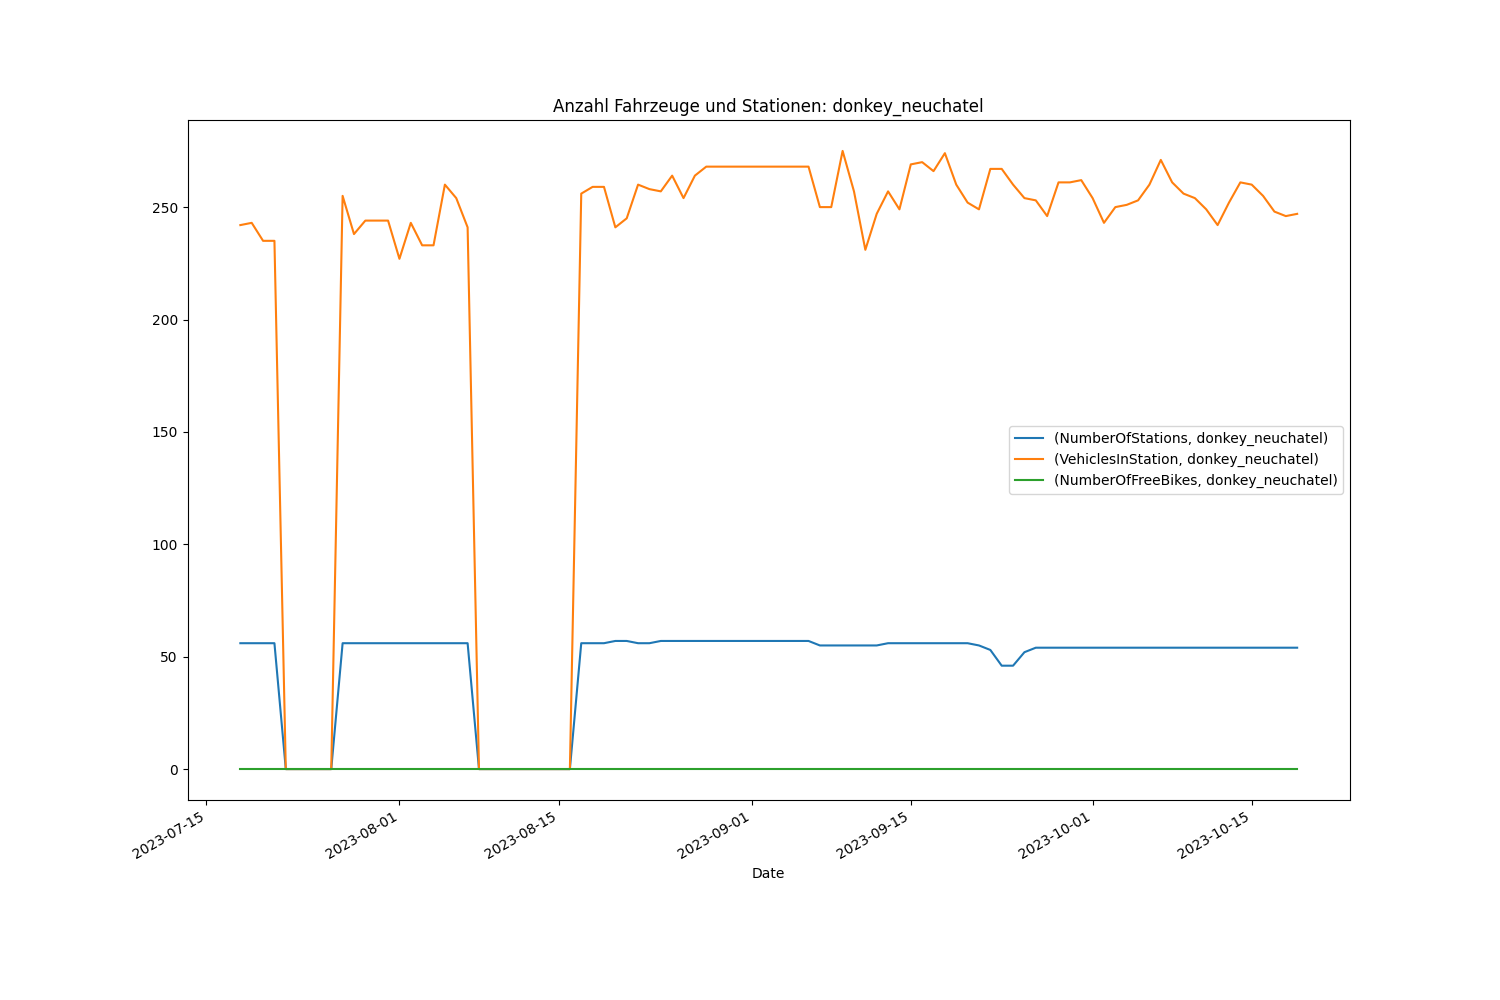 Anzahl Fahrzeuge und Stationen: donkey_neuchatel
250
200
150
100
50
0
(NumberOfStations, donkey_neuchatel)
(VehiclesInStation, donkey_neuchatel)
(NumberOfFreeBikes, donkey_neuchatel)
2023-07-15
2023-08-01
2023-08-15
2023-09-01
2023-09-15
2023-10-01
2023-10-15
Date